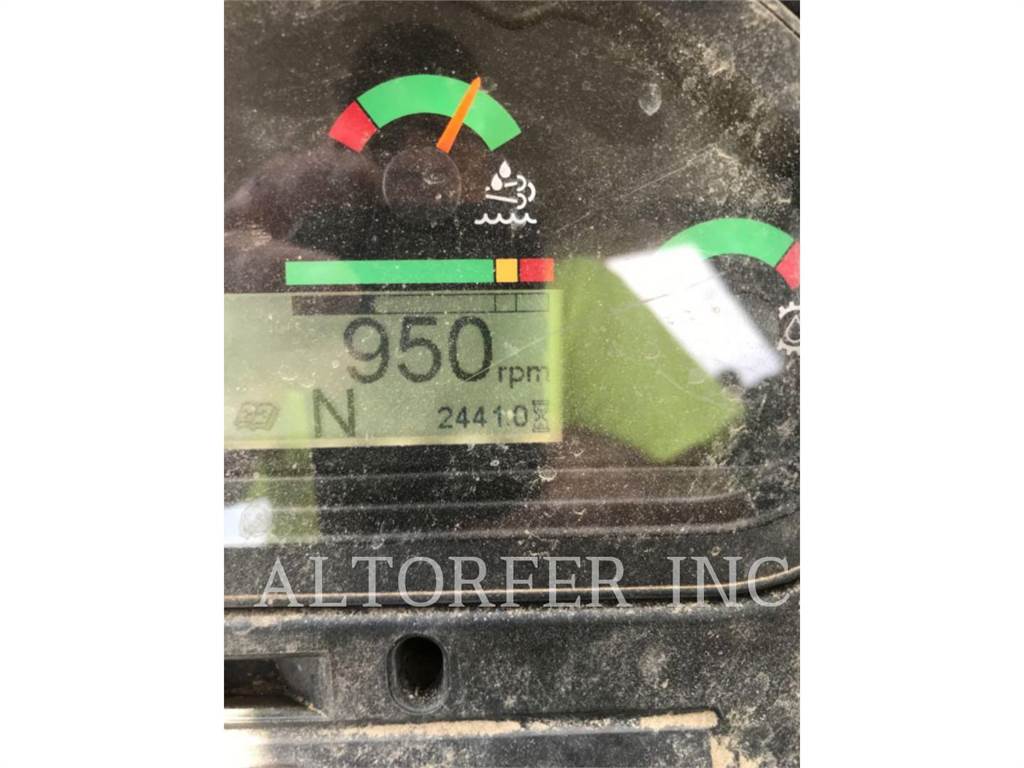 950 rpm
N 2441.0
ALTORFER INC